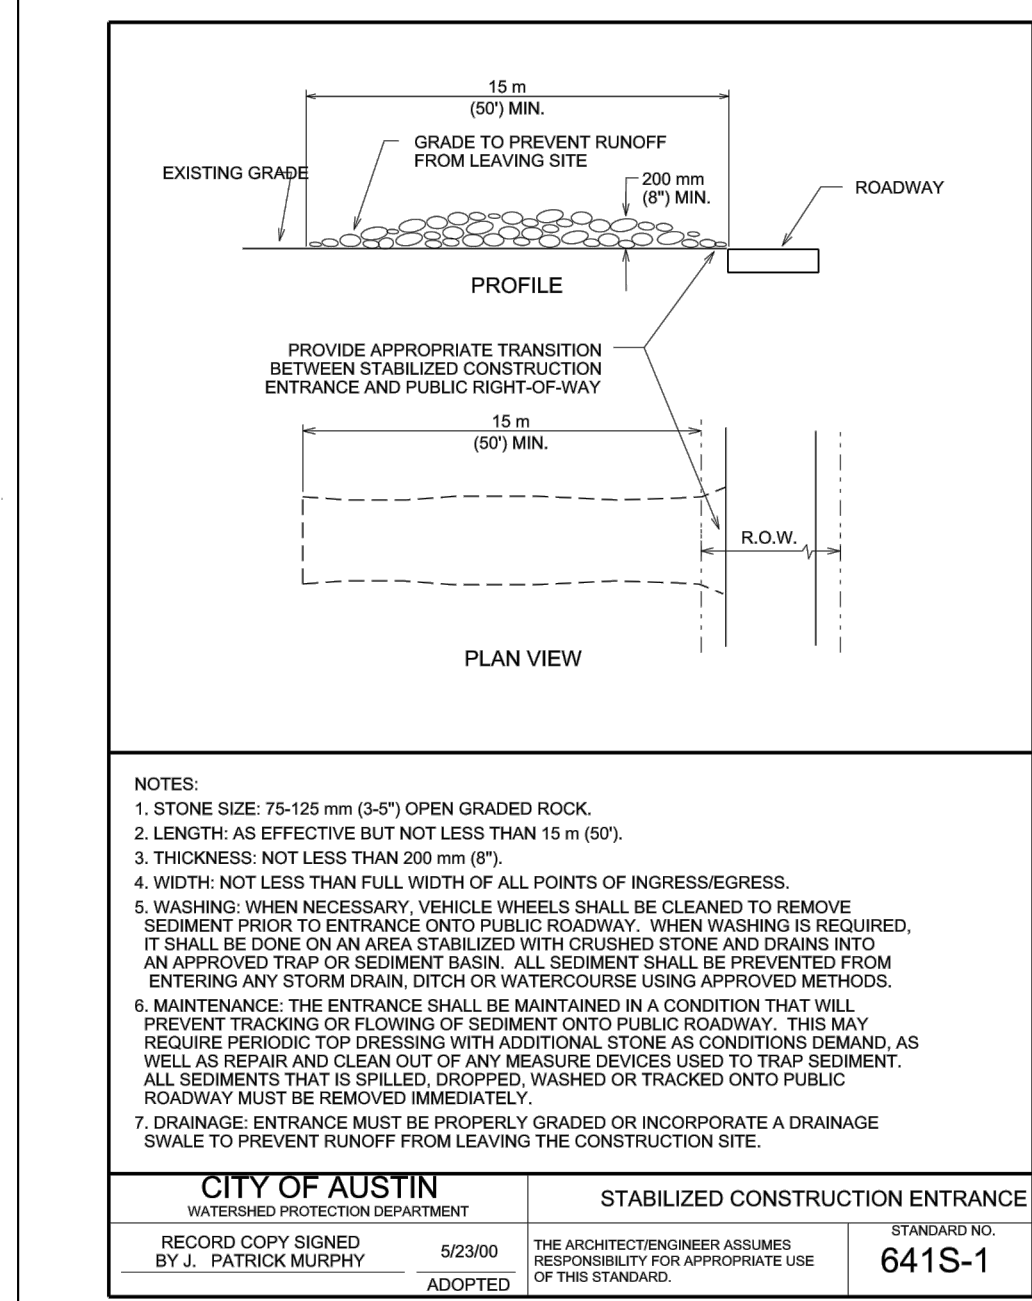 15 m
(50') MIN.
GRADE TO PREVENT RUNOFF
FROM LEAVING SITE
EXISTING GRADE
200 mm
(8") MIN.
ROADWAY
PROFILE
PROVIDE APPROPRIATE TRANSITION
BETWEEN STABILIZED CONSTRUCTION
ENTRANCE AND PUBLIC RIGHT-OF-WAY
15 m
(50') MIN.
R.O.W.
PLAN VIEW
NOTES:
1. STONE SIZE: 75-125 mm (3-5") OPEN GRADED ROCK.
2. LENGTH: AS EFFECTIVE BUT NOT LESS THAN 15 m (50').
3. THICKNESS: NOT LESS THAN 200 mm (8").
4. WIDTH: NOT LESS THAN FULL WIDTH OF ALL POINTS OF INGRESS/EGRESS.
5. WASHING: WHEN NECESSARY, VEHICLE WHEELS SHALL BE CLEANED TO REMOVE
SEDIMENT PRIOR TO ENTRANCE ONTO PUBLIC ROADWAY. WHEN WASHING IS REQUIRED,
IT SHALL BE DONE ON AN AREA STABILIZED WITH CRUSHED STONE AND DRAINS INTO
AN APPROVED TRAP OR SEDIMENT BASIN. ALL SEDIMENT SHALL BE PREVENTED FROM
ENTERING ANY STORM DRAIN, DITCH OR WATERCOURSE USING APPROVED METHODS.
6. MAINTENANCE: THE ENTRANCE SHALL BE MAINTAINED IN A CONDITION THAT WILL
PREVENT TRACKING OR FLOWING OF SEDIMENT ONTO PUBLIC ROADWAY. THIS MAY
REQUIRE PERIODIC TOP DRESSING WITH ADDITIONAL STONE AS CONDITIONS DEMAND, AS
WELL AS REPAIR AND CLEAN OUT OF ANY MEASURE DEVICES USED TO TRAP SEDIMENT.
ALL SEDIMENTS THAT IS SPILLED, DROPPED, WASHED OR TRACKED ONTO PUBLIC
ROADWAY MUST BE REMOVED IMMEDIATELY.
7. DRAINAGE: ENTRANCE MUST BE PROPERLY GRADED OR INCORPORATE A DRAINAGE
SWALE TO PREVENT RUNOFF FROM LEAVING THE CONSTRUCTION SITE.
CITY OF AUSTIN
WATERSHED PROTECTION DEPARTMENT
STABILIZED CONSTRUCTION ENTRANCE
RECORD COPY SIGNED
BY J. PATRICK MURPHY
5/23/00
ADOPTED
THE ARCHITECT/ENGINEER ASSUMES
RESPONSIBILITY FOR APPROPRIATE USE
OF THIS STANDARD.
STANDARD NO.
641S-1